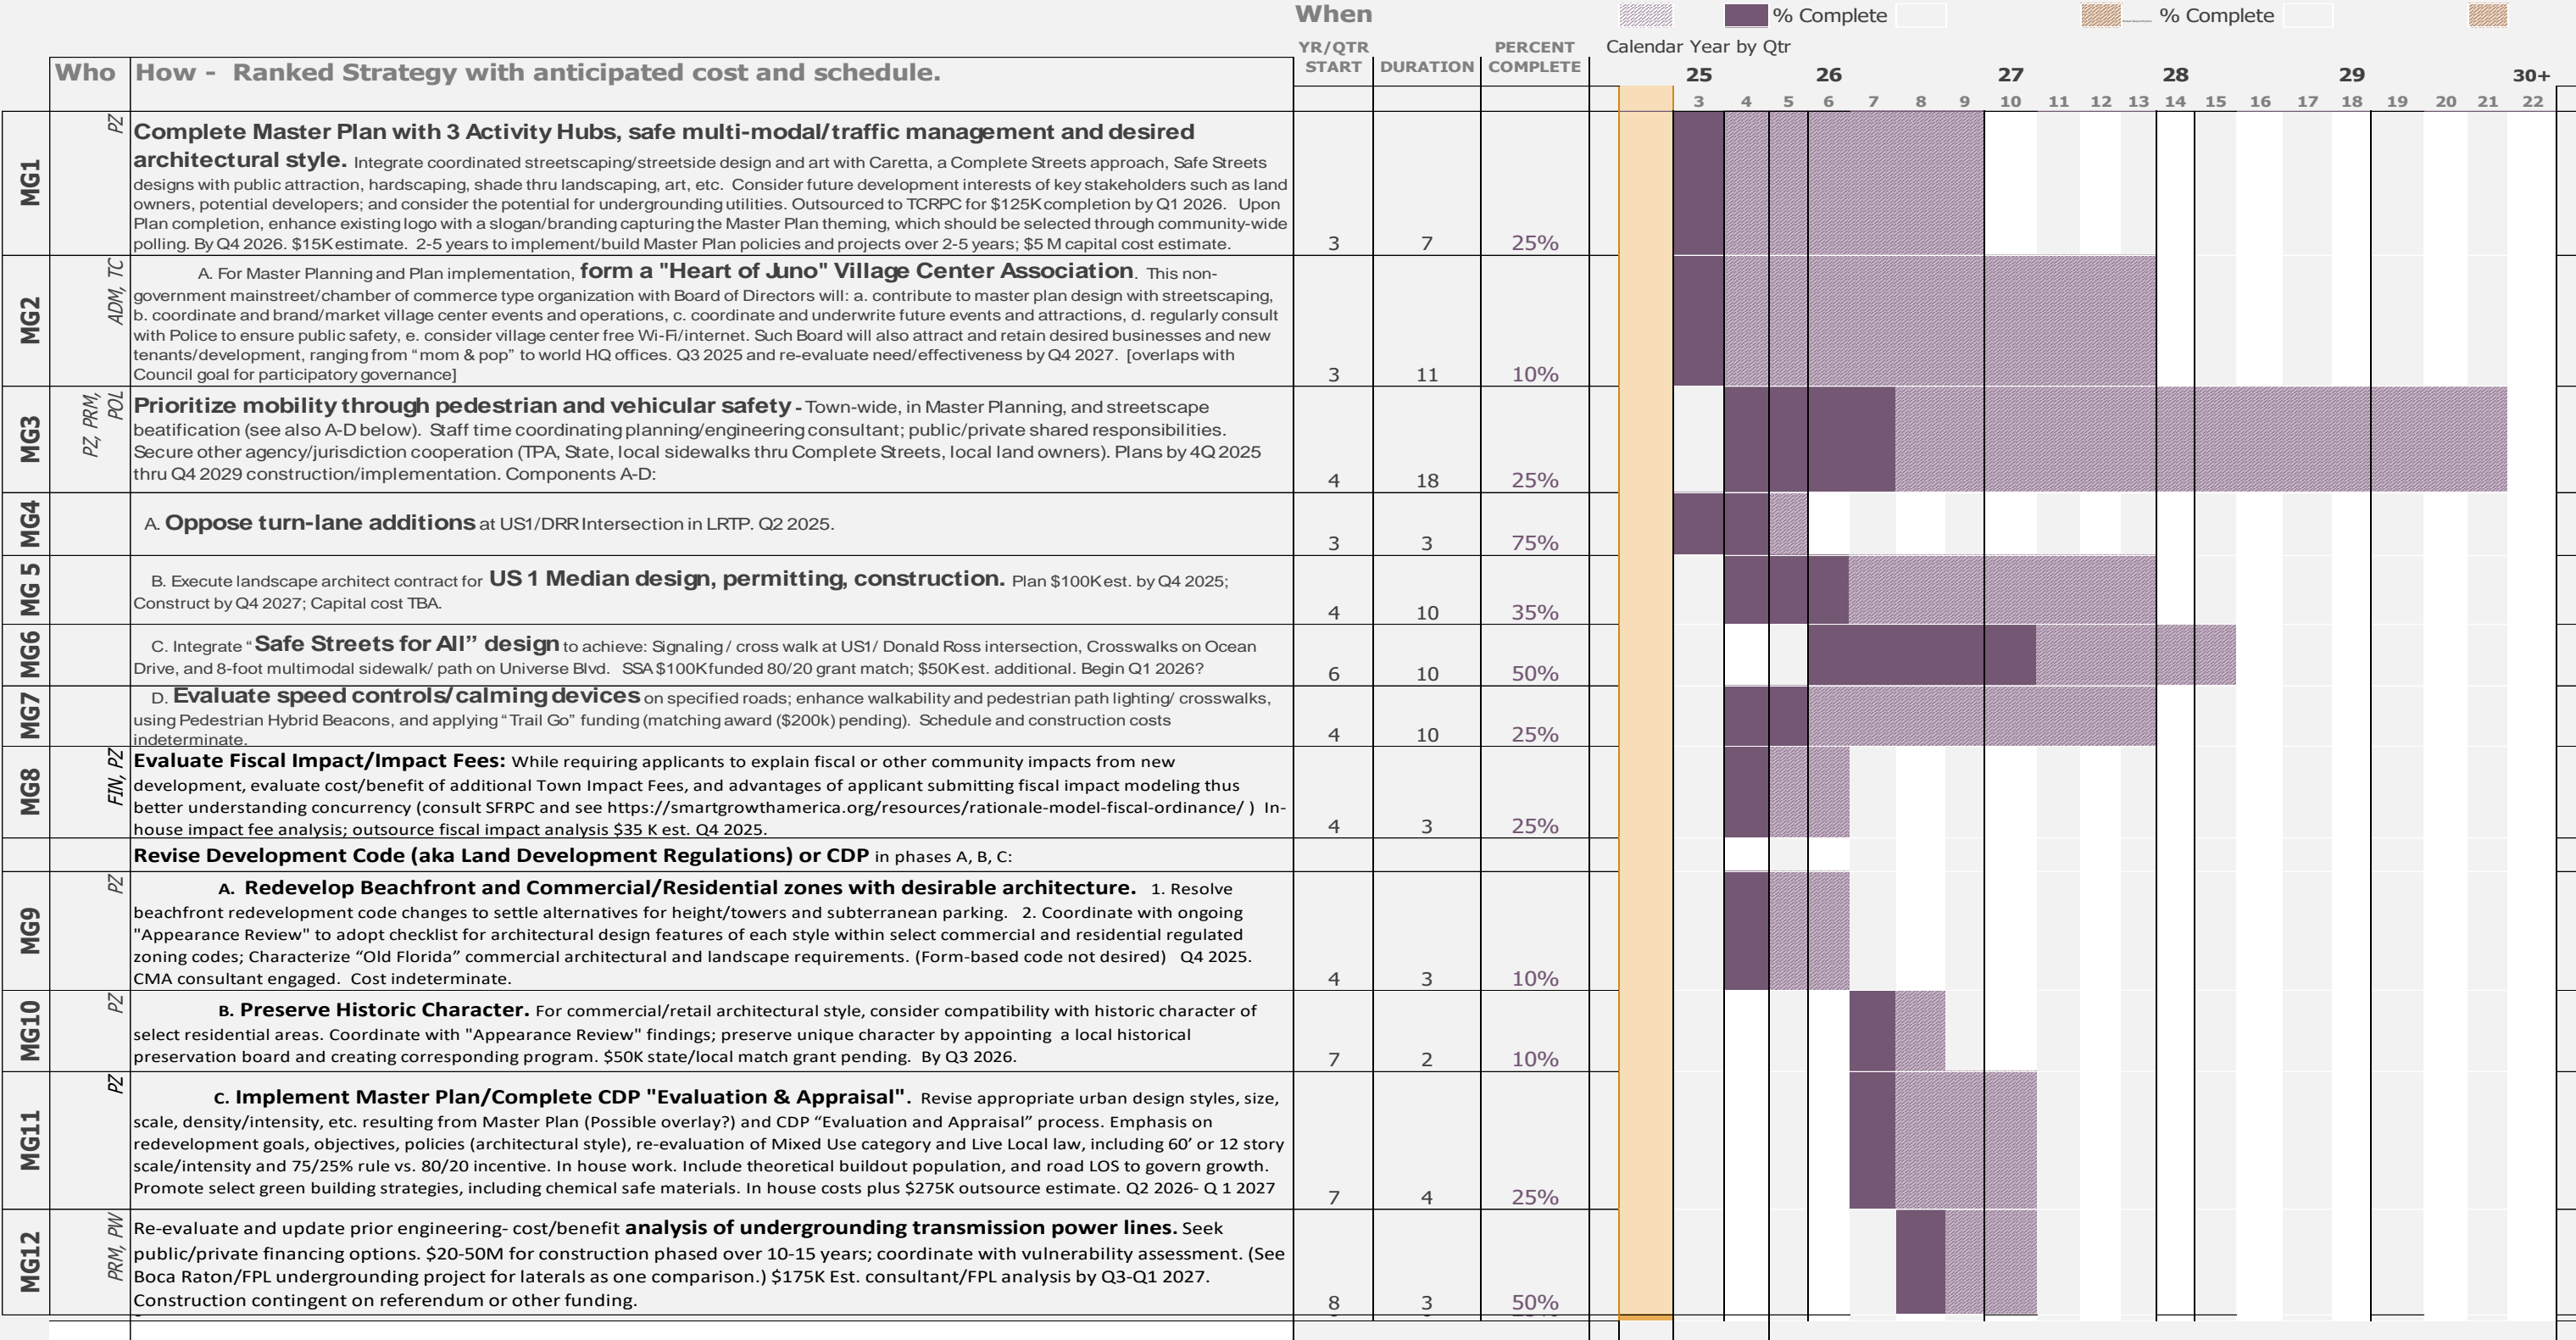 When
% Complete
% Complete
YR/QTR START
DURATION
PERCENT COMPLETE
Calendar Year by Qtr
Who
How - Ranked Strategy with anticipated cost and schedule.
25 26 27 28 29 30+
3 4 5 6 7 8 9 10 11 12 13 14 15 16 17 18 19 20 21 22
MG1
PZ
Complete Master Plan with 3 Activity Hubs, safe multi-modal/traffic management and desired
architectural style. Integrate coordinated streetscaping/streetside design and art with Caretta, a Complete Streets approach, Safe Streets
designs with public attraction, hardscaping, shade thru landscaping, art, etc. Consider future development interests of key stakeholders such as land
owners, potential developers; and consider the potential for undergrounding utilities. Outsourced to TCRPC for $125K completion by Q1 2026. Upon
Plan completion, enhance existing logo with a slogan/branding capturing the Master Plan theming, which should be selected through community-wide
polling. By Q4 2026. $15K estimate. 2-5 years to implement/build Master Plan policies and projects over 2-5 years; $5 M capital cost estimate.
3 7 25%
MG2
ADM, TC
A. For Master Planning and Plan implementation, form a "Heart of Juno" Village Center Association. This non-
government mainstreet/chamber of commerce type organization with Board of Directors will: a. contribute to master plan design with streetscaping,
b. coordinate and brand/market village center events and operations, c. coordinate and underwrite future events and attractions, d. regularly consult
with Police to ensure public safety, e. consider village center free Wi-Fi/internet. Such Board will also attract and retain desired businesses and new
tenants/development, ranging from “mom & pop” to world HQ offices. Q3 2025 and re-evaluate need/effectiveness by Q4 2027. [overlaps with
Council goal for participatory governance]
3 11 10%
MG3
PZ, PRM,
POL
Prioritize mobility through pedestrian and vehicular safety - Town-wide, in Master Planning, and streetscape
beatification (see also A-D below). Staff time coordinating planning/engineering consultant; public/private shared responsibilities.
Secure other agency/jurisdiction cooperation (TPA, State, local sidewalks thru Complete Streets, local land owners). Plans by 4Q 2025
thru Q4 2029 construction/implementation. Components A-D:
4 18 25%
MG4
A. Oppose turn-lane additions at US1/DRR Intersection in LRTP. Q2 2025.
3 3 75%
MG 5
B. Execute landscape architect contract for US 1 Median design, permitting, construction. Plan $100K est. by Q4 2025;
Construct by Q4 2027; Capital cost TBA.
4 10 35%
MG6
C. Integrate “Safe Streets for All” design to achieve: Signaling / cross walk at US1/ Donald Ross intersection, Crosswalks on Ocean
Drive, and 8-foot multimodal sidewalk/ path on Universe Blvd. SSA $100K funded 80/20 grant match; $50K est. additional. Begin Q1 2026?
6 10 50%
MG7
D. Evaluate speed controls/calming devices on specified roads; enhance walkability and pedestrian path lighting/ crosswalks,
using Pedestrian Hybrid Beacons, and applying “Trail Go” funding (matching award ($200k) pending). Schedule and construction costs
indeterminate.
4 10 25%
MG8
FIN, PZ
Evaluate Fiscal Impact/Impact Fees: While requiring applicants to explain fiscal or other community impacts from new
development, evaluate cost/benefit of additional Town Impact Fees, and advantages of applicant submitting fiscal impact modeling thus
better understanding concurrency (consult SFRPC and see https://smartgrowthamerica.org/resources/rationale-model-fiscal-ordinance/ ) In-
house impact fee analysis; outsource fiscal impact analysis $35 K est. Q4 2025.
4 3 25%
Revise Development Code (aka Land Development Regulations) or CDP in phases A, B, C:
MG9
PZ
A. Redevelop Beachfront and Commercial/Residential zones with desirable architecture. 1. Resolve
beachfront redevelopment code changes to settle alternatives for height/towers and subterranean parking. 2. Coordinate with ongoing
"Appearance Review" to adopt checklist for architectural design features of each style within select commercial and residential regulated
zoning codes; Characterize “Old Florida” commercial architectural and landscape requirements. (Form-based code not desired) Q4 2025.
CMA consultant engaged. Cost indeterminate.
4 3 10%
MG10
PZ
B. Preserve Historic Character. For commercial/retail architectural style, consider compatibility with historic character of
select residential areas. Coordinate with "Appearance Review" findings; preserve unique character by appointing a local historical
preservation board and creating corresponding program. $50K state/local match grant pending. By Q3 2026.
7 2 10%
MG11
PZ
C. Implement Master Plan/Complete CDP "Evaluation & Appraisal". Revise appropriate urban design styles, size,
scale, density/intensity, etc. resulting from Master Plan (Possible overlay?) and CDP “Evaluation and Appraisal” process. Emphasis on
redevelopment goals, objectives, policies (architectural style), re-evaluation of Mixed Use category and Live Local law, including 60’ or 12 story
scale/intensity and 75/25% rule vs. 80/20 incentive. In house work. Include theoretical buildout population, and road LOS to govern growth.
Promote select green building strategies, including chemical safe materials. In house costs plus $275K outsource estimate. Q2 2026- Q 1 2027
7 4 25%
MG12
PRM, PW
Re-evaluate and update prior engineering- cost/benefit analysis of undergrounding transmission power lines. Seek
public/private financing options. $20-50M for construction phased over 10-15 years; coordinate with vulnerability assessment. (See
Boca Raton/FPL undergrounding project for laterals as one comparison.) $175K Est. consultant/FPL analysis by Q3-Q1 2027.
Construction contingent on referendum or other funding.
8 3 50%